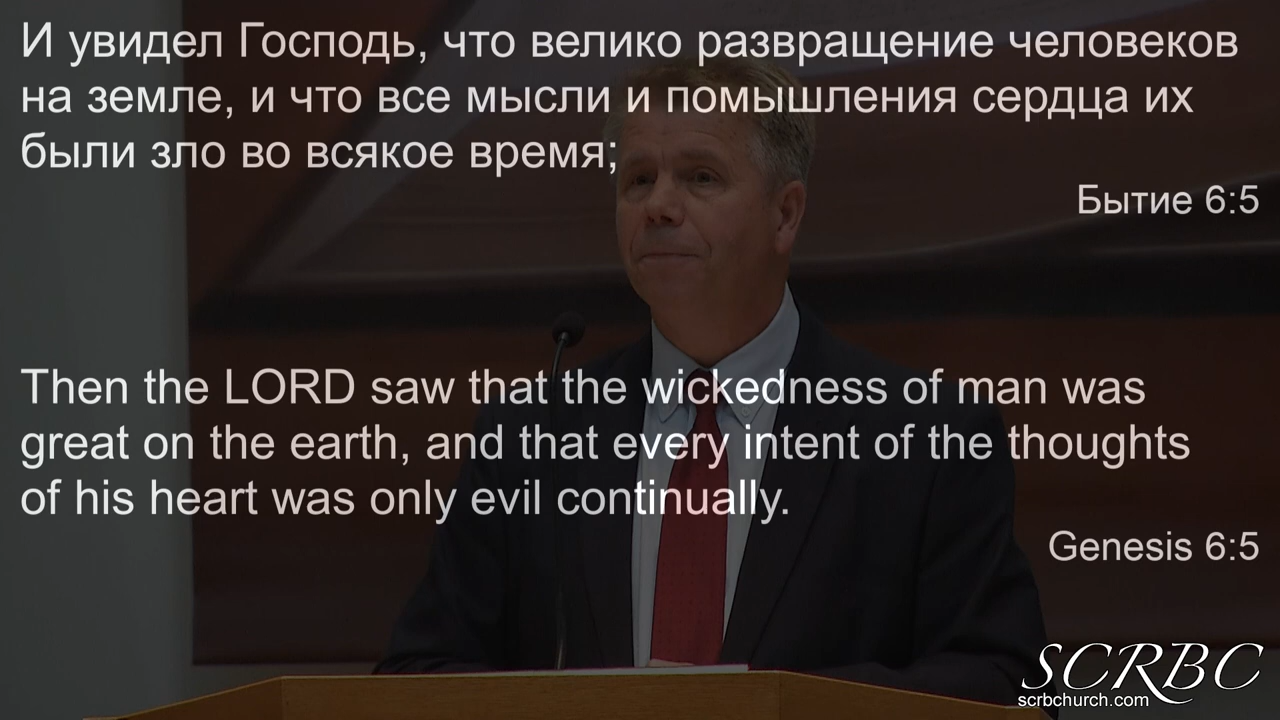 И увидел Господь, что велико развращение человеков
на земле, и что все мысли и помышления сердца их
были зло во всякое время;
Бытие 6:5
Then the LORD saw that the wickedness of man was
great on the earth, and that every intent of the thoughts
of his heart was only evil continually.
Genesis 6:5
SCRBC
scrbchurch.com